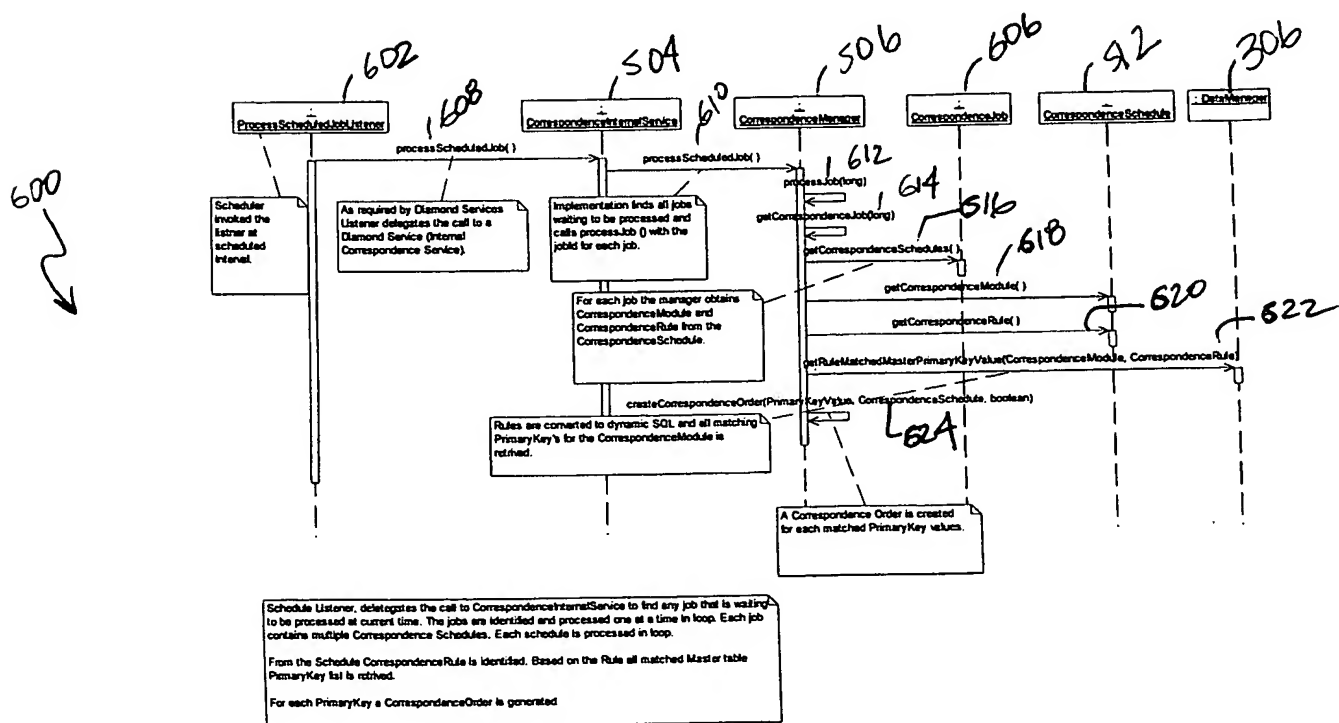 602
504
506
606
512
306
: 
ProcessScheduledJobListener
: 
CorrespondenceInternalService
: 
CorrespondenceManager
: 
CorrespondenceJob
: 
CorrespondenceSchedule
: DataManager
600
608
610
processScheduledJob( )
processScheduledJob( )
612
processJob(long)
614
getCorrespondenceJob(long)
616
getCorrespondenceSchedules( )
618
getCorrespondenceModule( )
620
getCorrespondenceRule( )
622
getRuleMatchedMasterPrimaryKeyValue(CorrespondenceModule, CorrespondenceRule)
createCorrespondenceOrder(PrimaryKeyValue, CorrespondenceSchedule, boolean)
624
Scheduler
invoked the
listner at
scheduled
interval.
As required by Diamond Services
Listener delegates the call to a
Diamond Service (Internal
Correspondence Service).
Implementation finds all jobs
waiting to be processed and
calls processJob () with the
jobId for each job.
For each job the manager obtains
CorrespondenceModule and
CorrespondenceRule from the
CorrespondenceSchedule.
Rules are converted to dynamic SQL and all matching
PrimaryKey's for the CorrespondenceModule is
retrived.
A Correspondence Order is created
for each matched PrimaryKey values.
Schedule Listener, deletegates the call to CorrespondenceInternalService to find any job that is waiting
to be processed at current time. The jobs are identified and processed one at a time in loop. Each job
contains multiple Correspondence Schedules. Each schedule is processed in loop.
From the Schedule CorrespondenceRule is identified. Based on the Rule all matched Master table
PrimaryKey list is retrived.
For each PrimaryKey a CorrespondanceOrder is generated